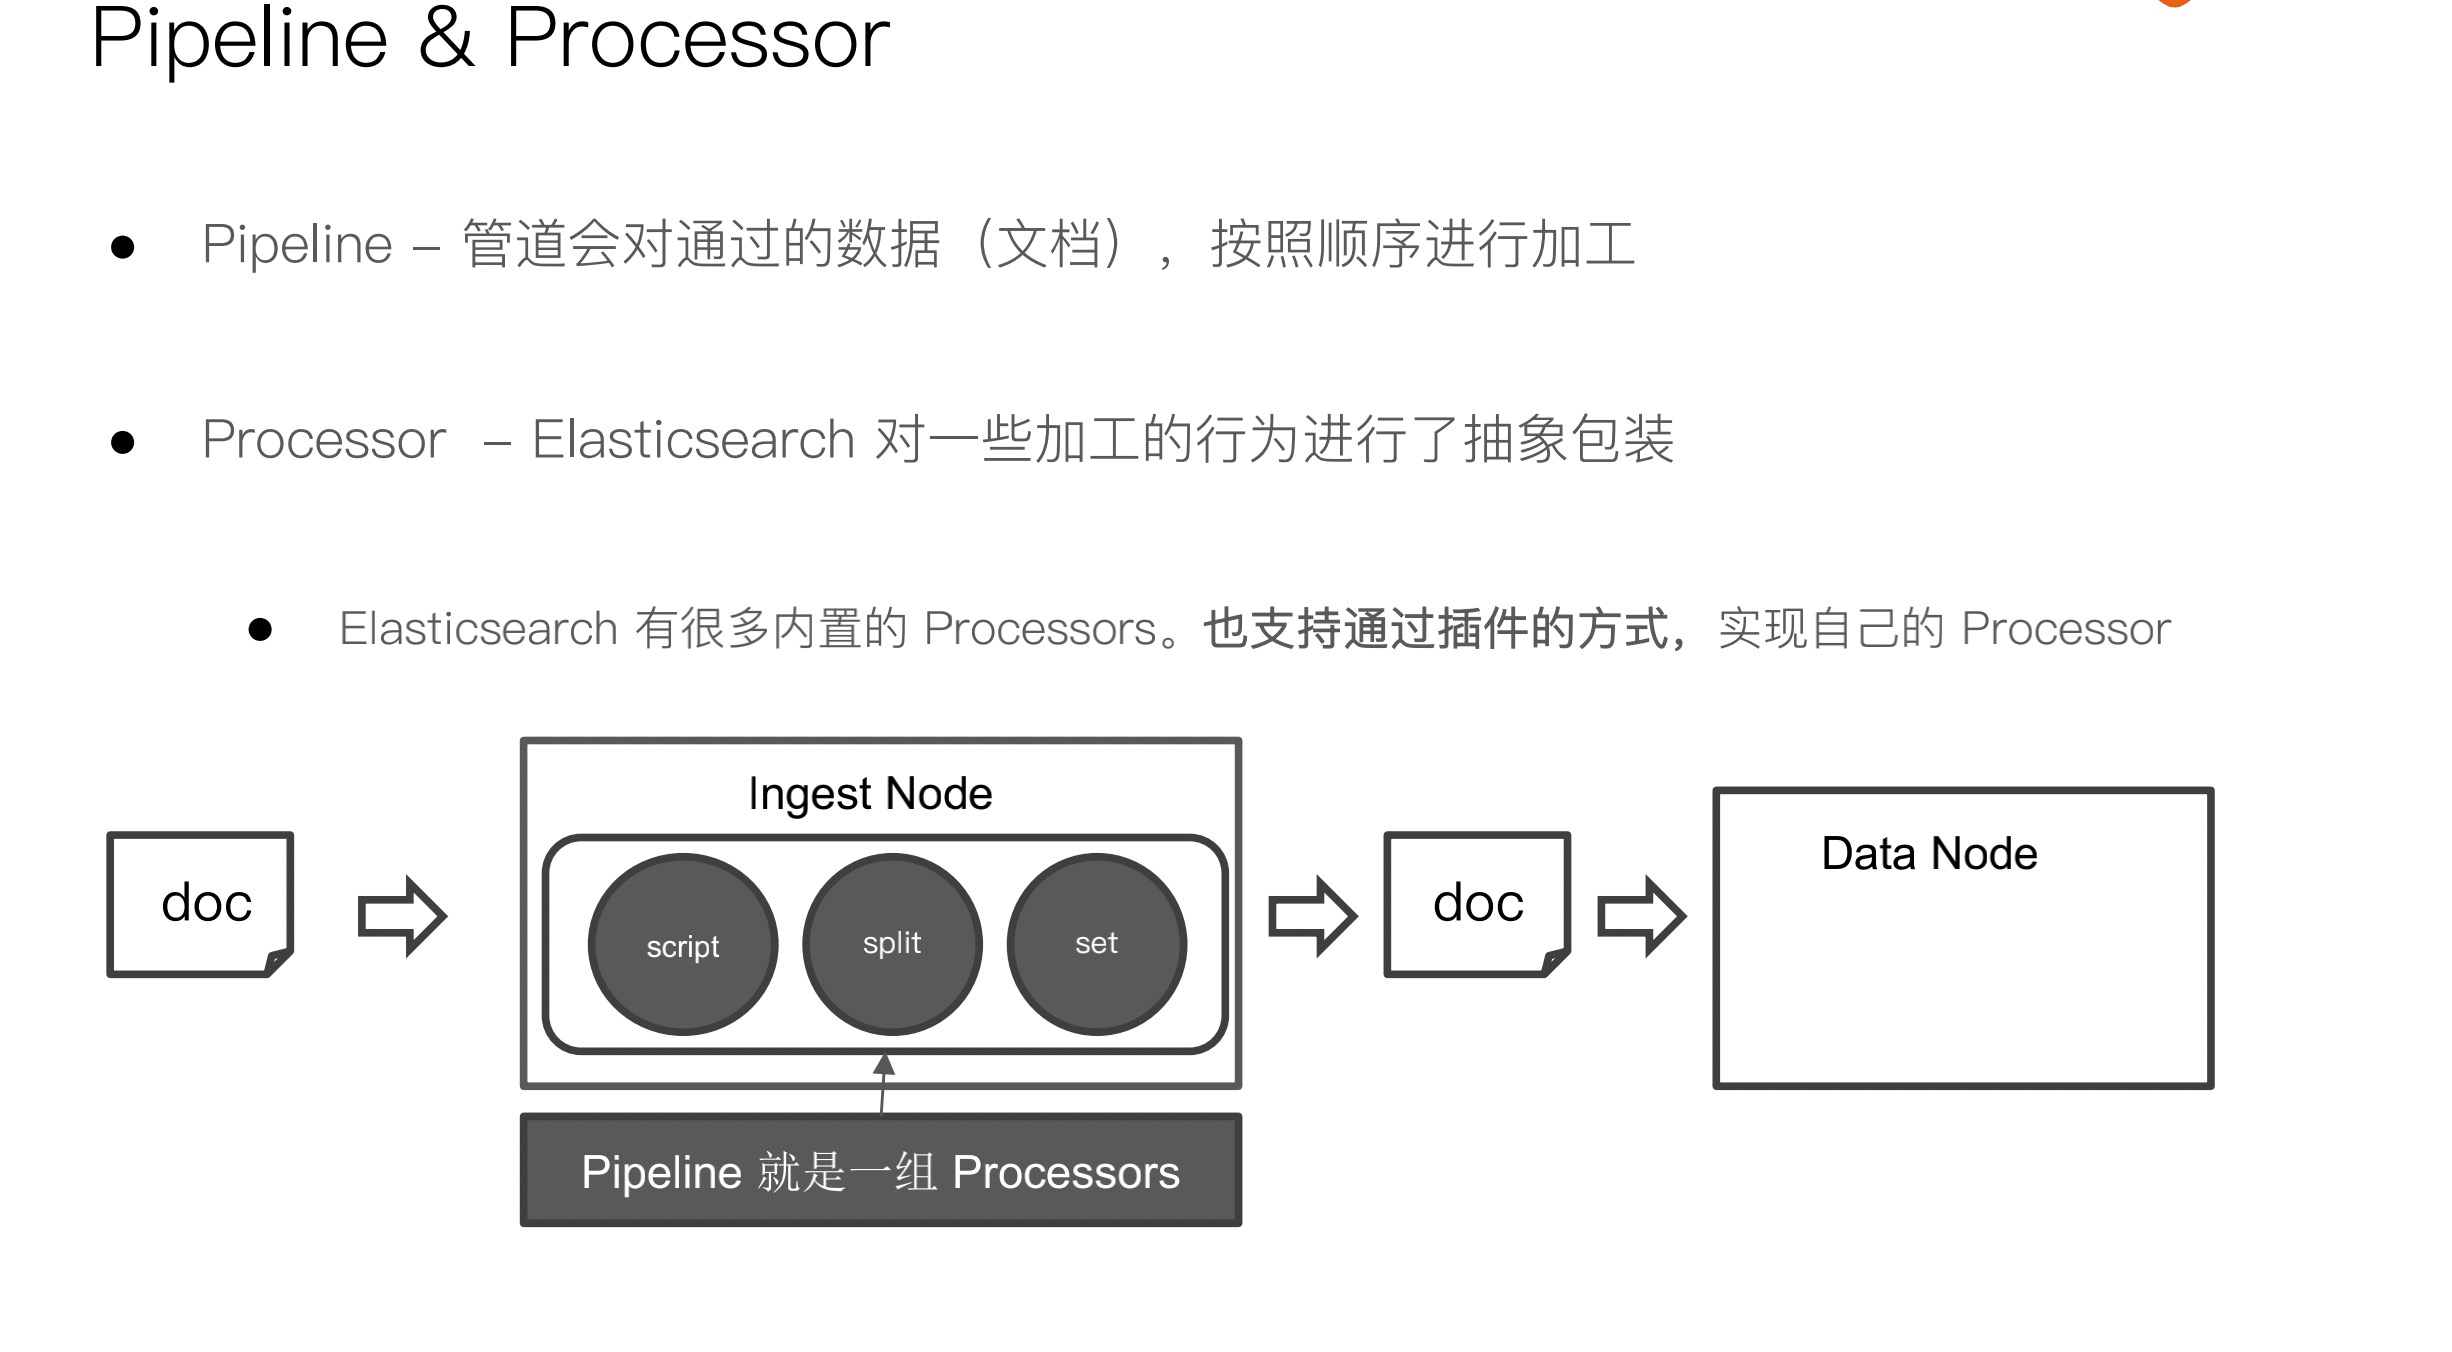 Pipeline & Processor
● Pipeline – 管道会对通过的数据（文档），按照顺序进行加工
● Processor – Elasticsearch 对一些加工的行为进行了抽象包装
● Elasticsearch 有很多内置的 Processors。也支持通过插件的方式，实现自己的 Processor
Ingest Node
doc
script
split
set
doc
Data Node
Pipeline 就是一组 Processors